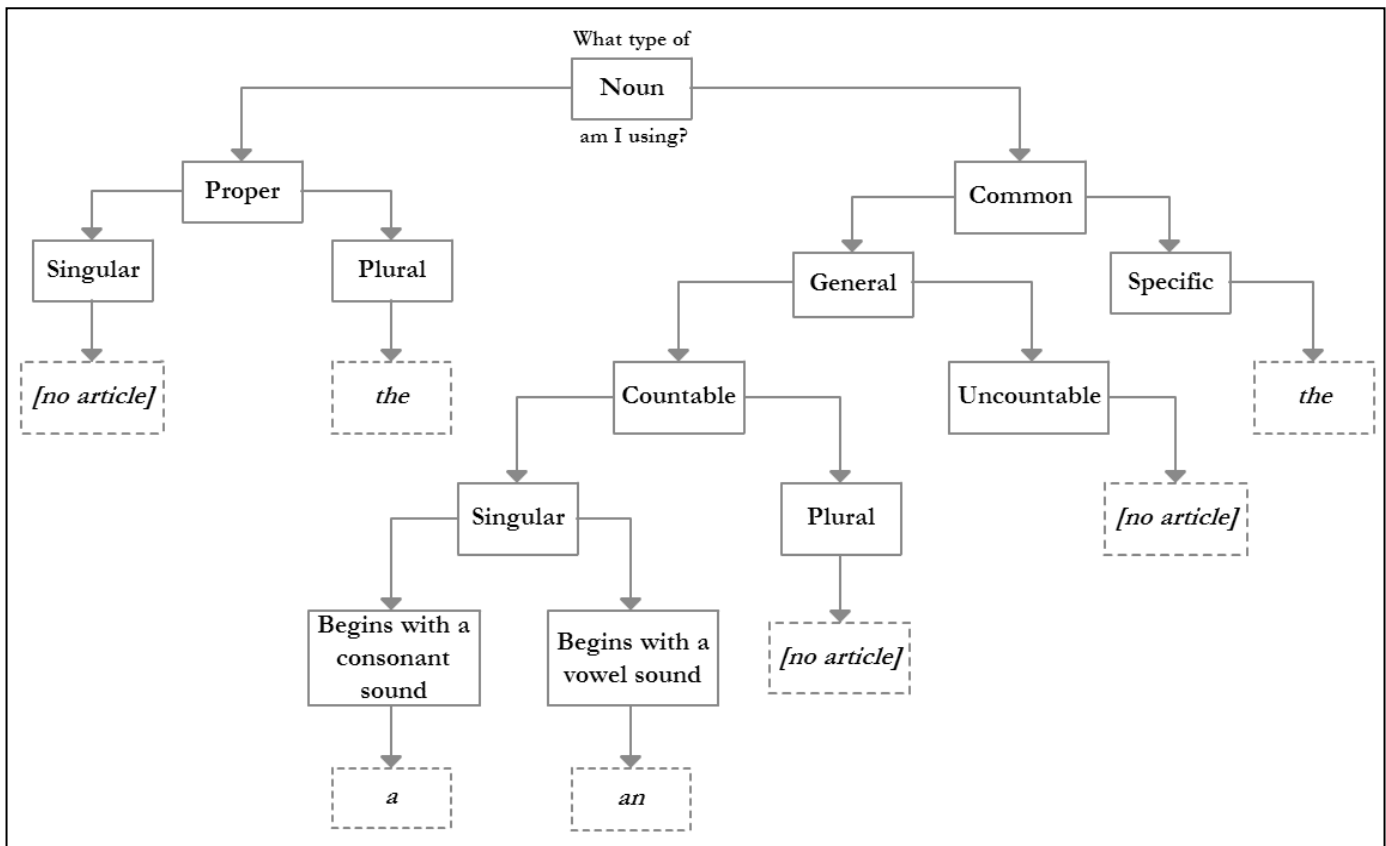 What type of
Noun
am I using?
Proper
Common
Singular
Plural
General
Specific
[no article]
the
Countable
Uncountable
the
Singular
Plural
[no article]
Begins with a
consonant
sound
Begins with a
vowel sound
[no article]
a
an